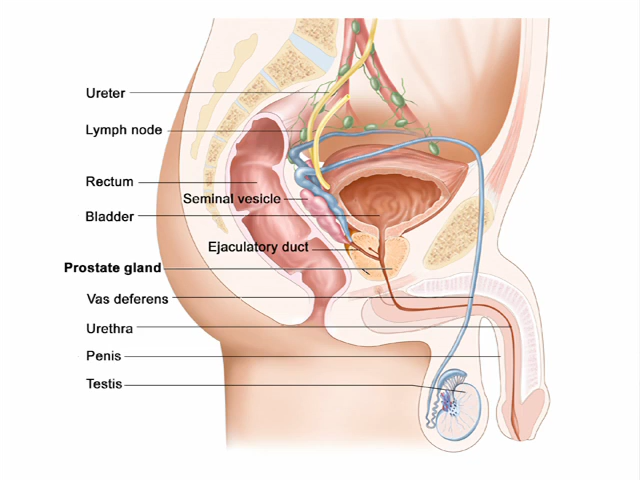 Ureter
Lymph node
Rectum
Seminal vesicle
Bladder
Ejaculatory duct
Prostate gland
Vas deferens
Urethra
Penis
Testis